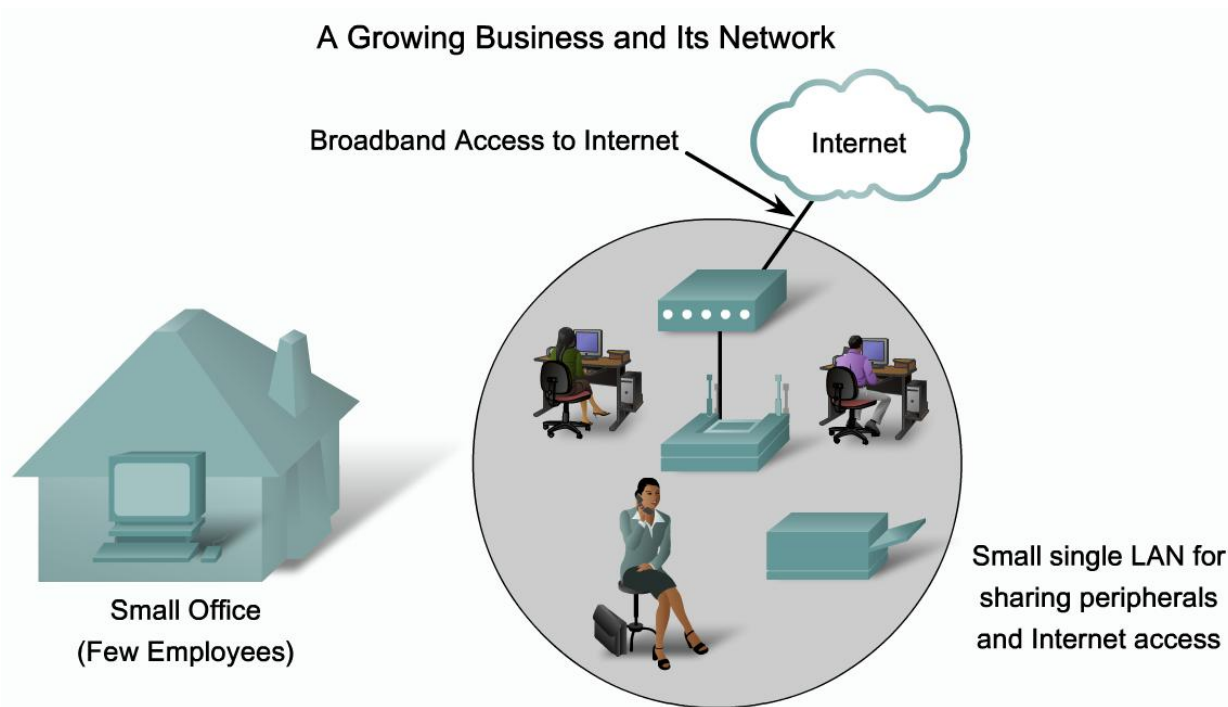 A Growing Business and Its Network
Broadband Access to Internet
Internet
Small Office
(Few Employees)
Small single LAN for
sharing peripherals
and Internet access